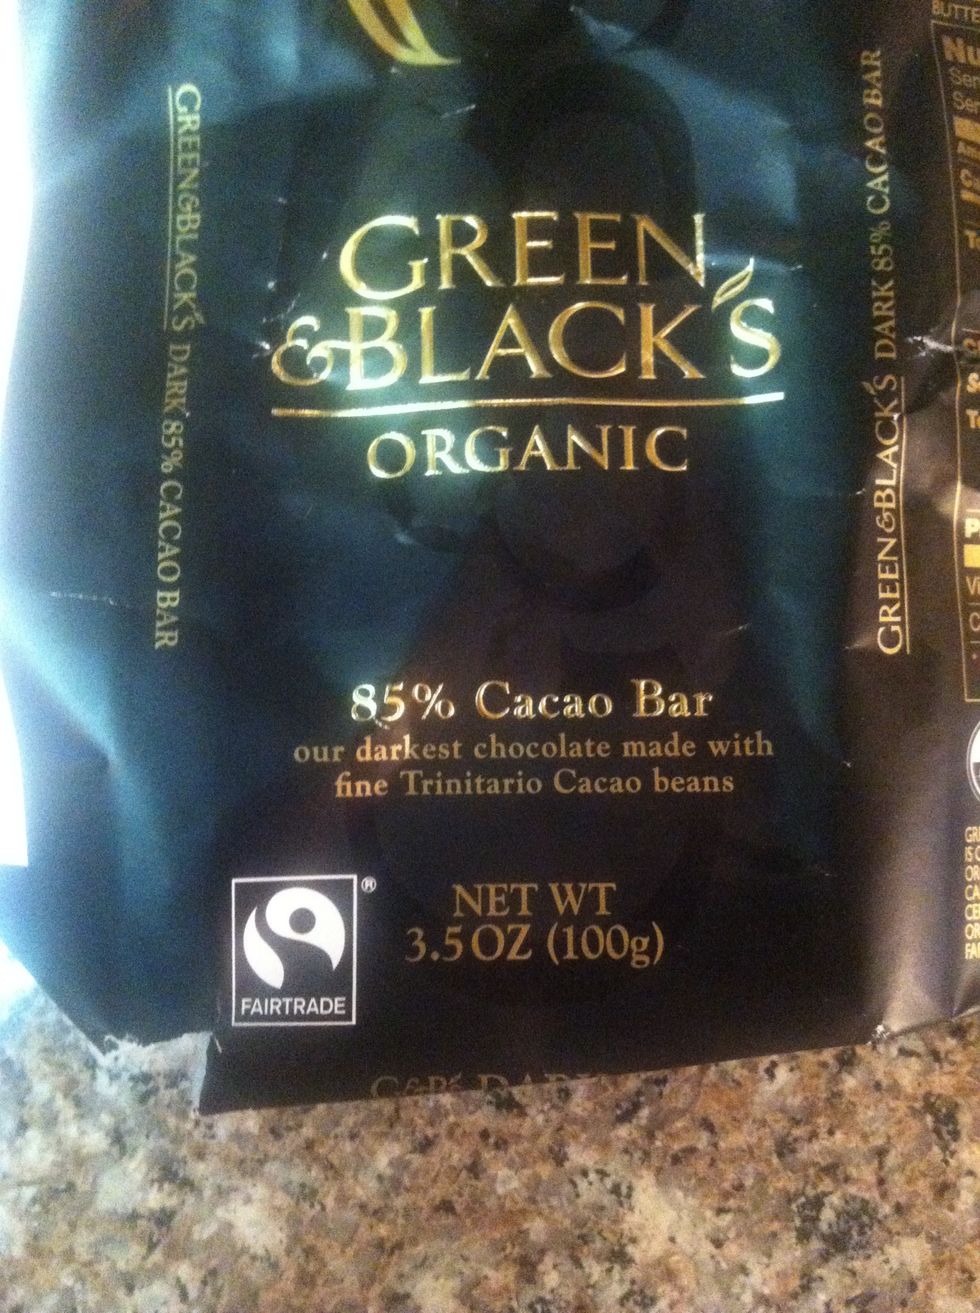 GREEN
&BLACK'S
ORGANIC
85% Cacao Bar
our darkest chocolate made with
fine Trinitario Cacao beans
NET WT
3.5 OZ (100g)
®
FAIRTRADE
GREEN&BLACK'S DARK 85% CACAO BAR
GREEN&BLACK'S DARK 85% CACAO BAR